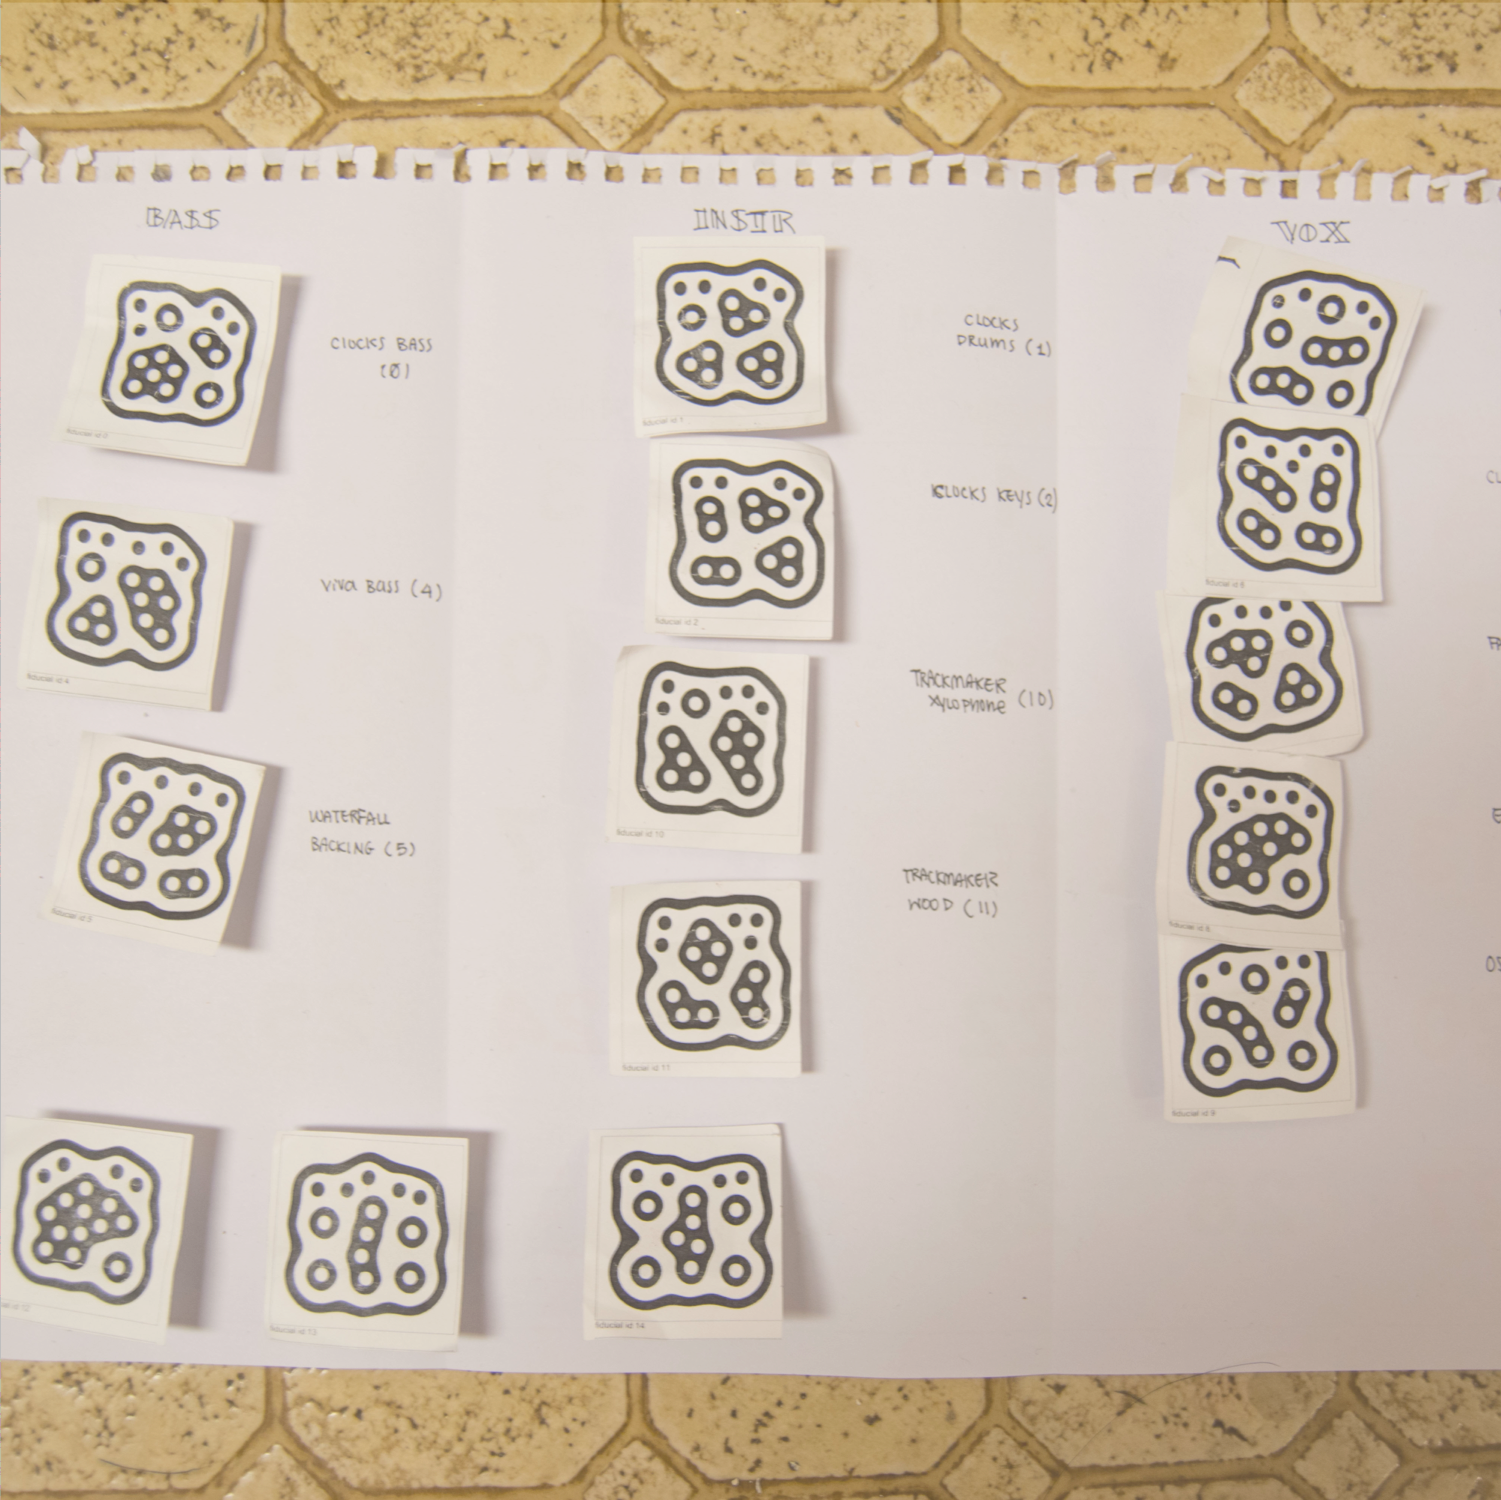 BASS
INSTR
VOX
CLOCKS BASS
(0)
fiducial id 0
VIVA BASS (4)
fiducial id 4
WATERFALL
BACKING (5)
fiducial id 5
CLOCKS
DRUMS (1)
fiducial id 1
CLOCKS KEYS (2)
fiducial id 2
TRACKMAKER
XYLOPHONE (10)
fiducial id 10
TRACKMAKER
WOOD (11)
fiducial id 11
fiducial id 6
fiducial id 8
fiducial id 9
id 12
fiducial id 13
fiducial id 14